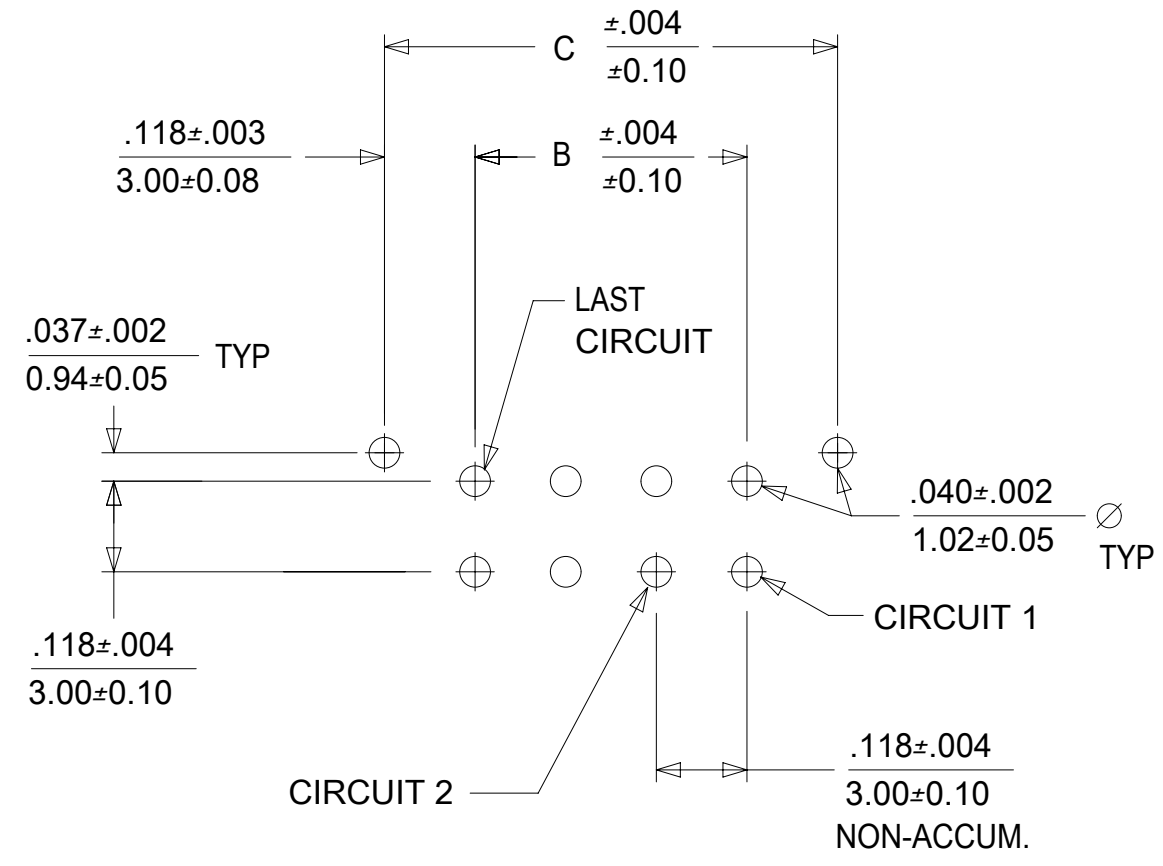 C ±.004
±0.10
.118±.003
3.00±0.08
B ±.004
±0.10
LAST
CIRCUIT
.037±.002
0.94±0.05
TYP
.040±.002
1.02±0.05
∅
TYP
CIRCUIT 1
.118±.004
3.00±0.10
CIRCUIT 2
.118±.004
3.00±0.10
NON-ACCUM.